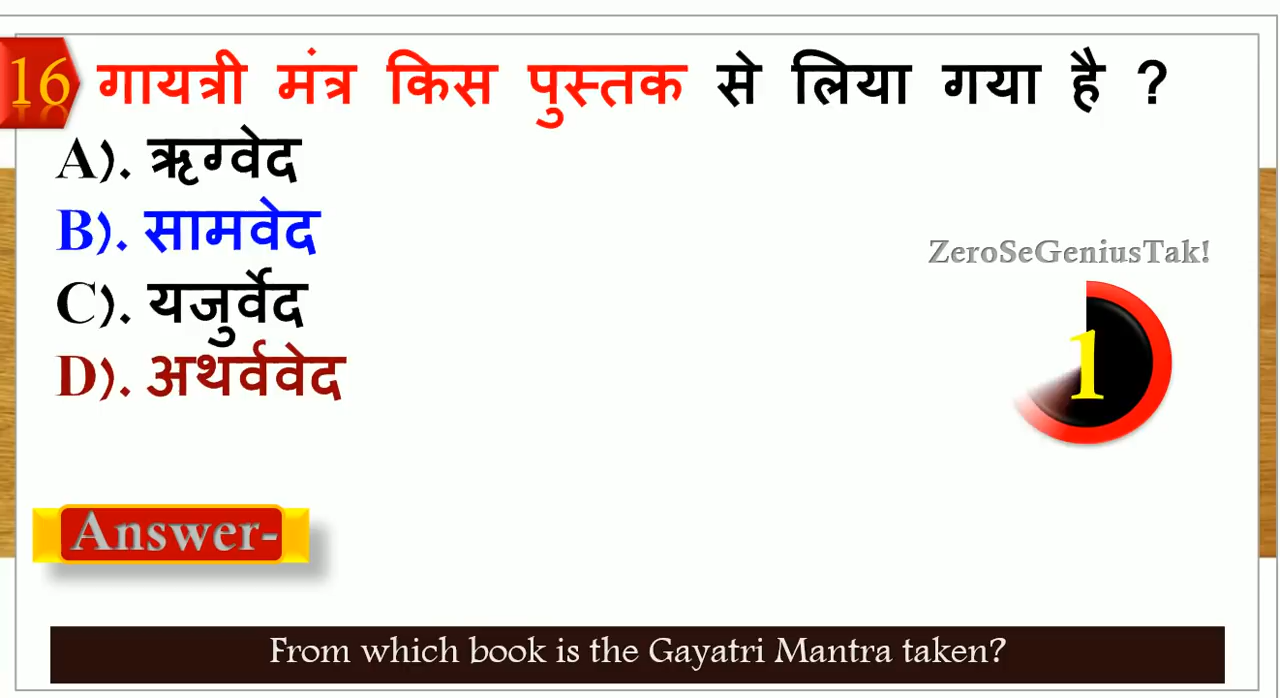 16 गायत्री मंत्र किस पुस्तक से लिया गया है ?
A). ऋग्वेद
B). सामवेद
C). यजुर्वेद
D). अथर्ववेद
ZeroSeGeniusTak!
1
Answer-
From which book is the Gayatri Mantra taken?